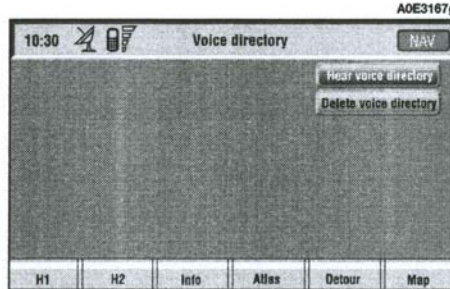 A0E3167
10:30 Voice directory NAV
Hear voice directory
Delete voice directory
H1 H2 Info Atlas Detour Map